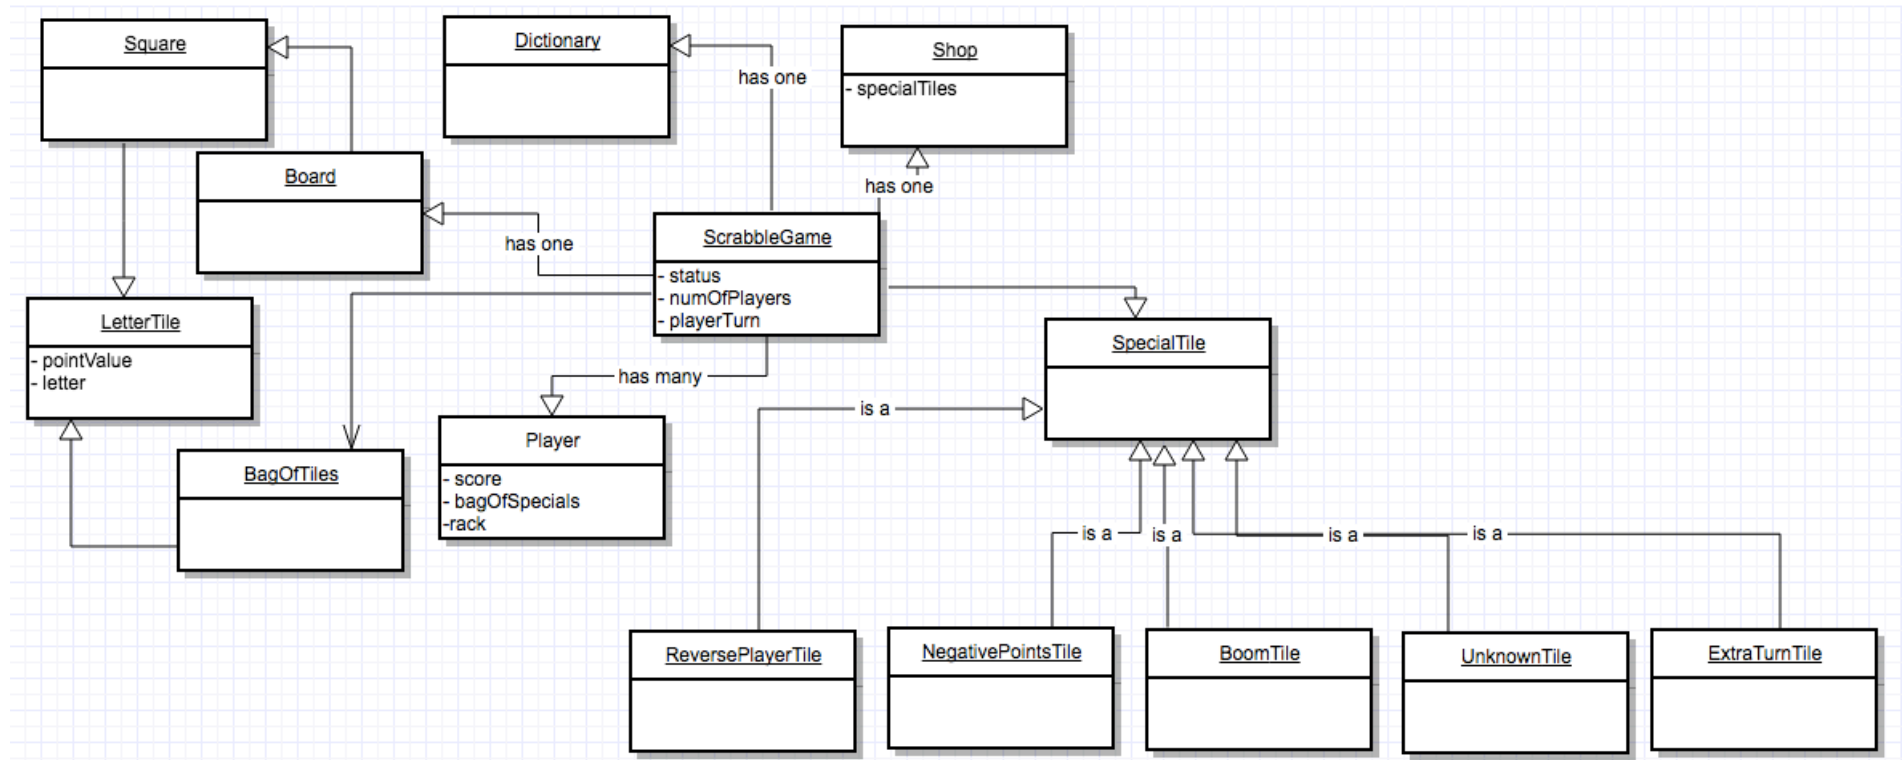 Square
Dictionary
Shop
- specialTiles
has one
has one
Board
has one
ScrabbleGame
- status
- numOfPlayers
- playerTurn
LetterTile
- pointValue
- letter
SpecialTile
has many
is a
Player
- score
- bagOfSpecials
-rack
BagOfTiles
is a
is a
is a
is a
ReversePlayerTile
NegativePointsTile
BoomTile
UnknownTile
ExtraTurnTile